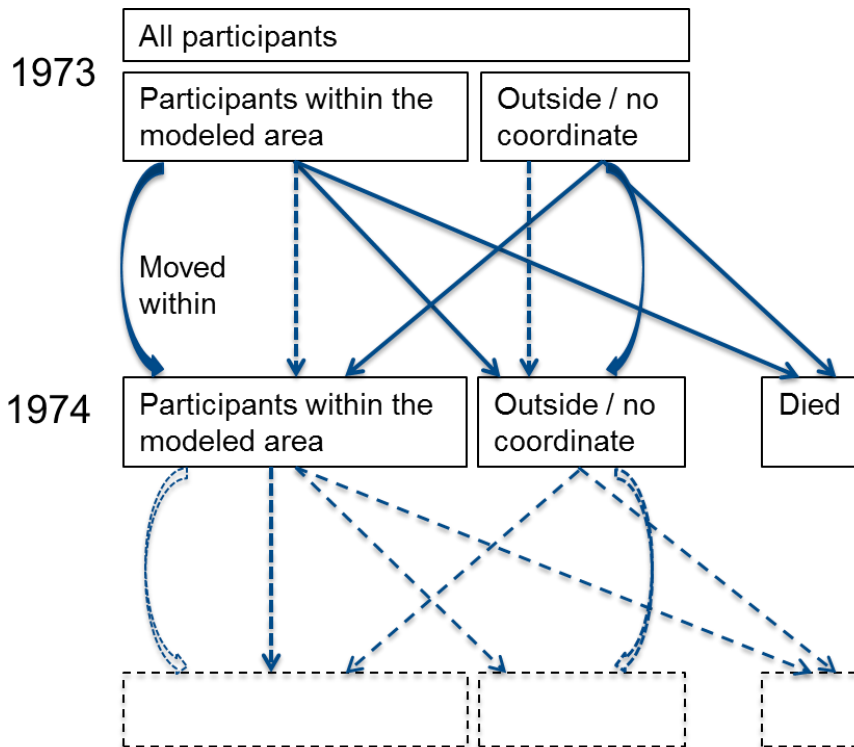 All participants
1973
Participants within the
modeled area
Outside / no
coordinate
Moved
within
1974
Participants within the
modeled area
Outside / no
coordinate
Died